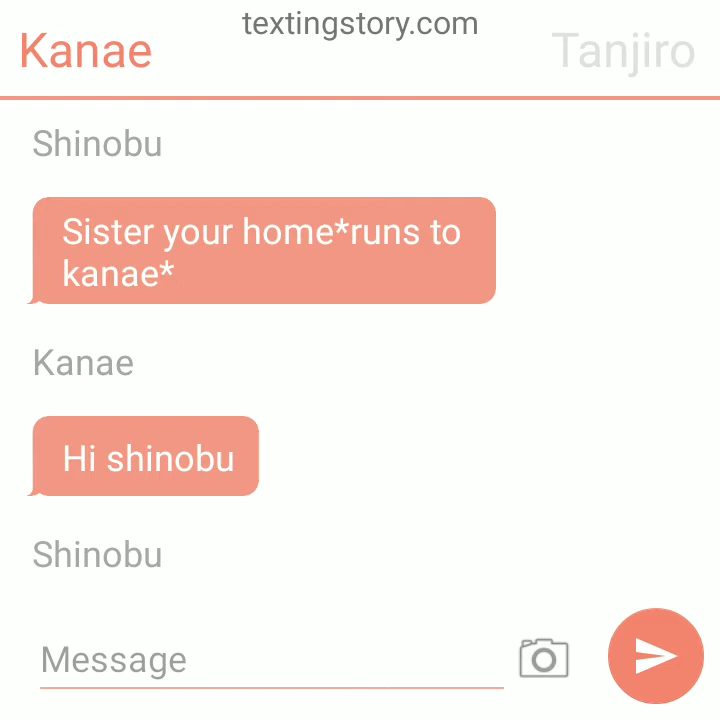 textingstory.com
Kanae Tanjiro
Shinobu
Sister your home*runs to
kanae*
Kanae
Hi shinobu
Shinobu
Message